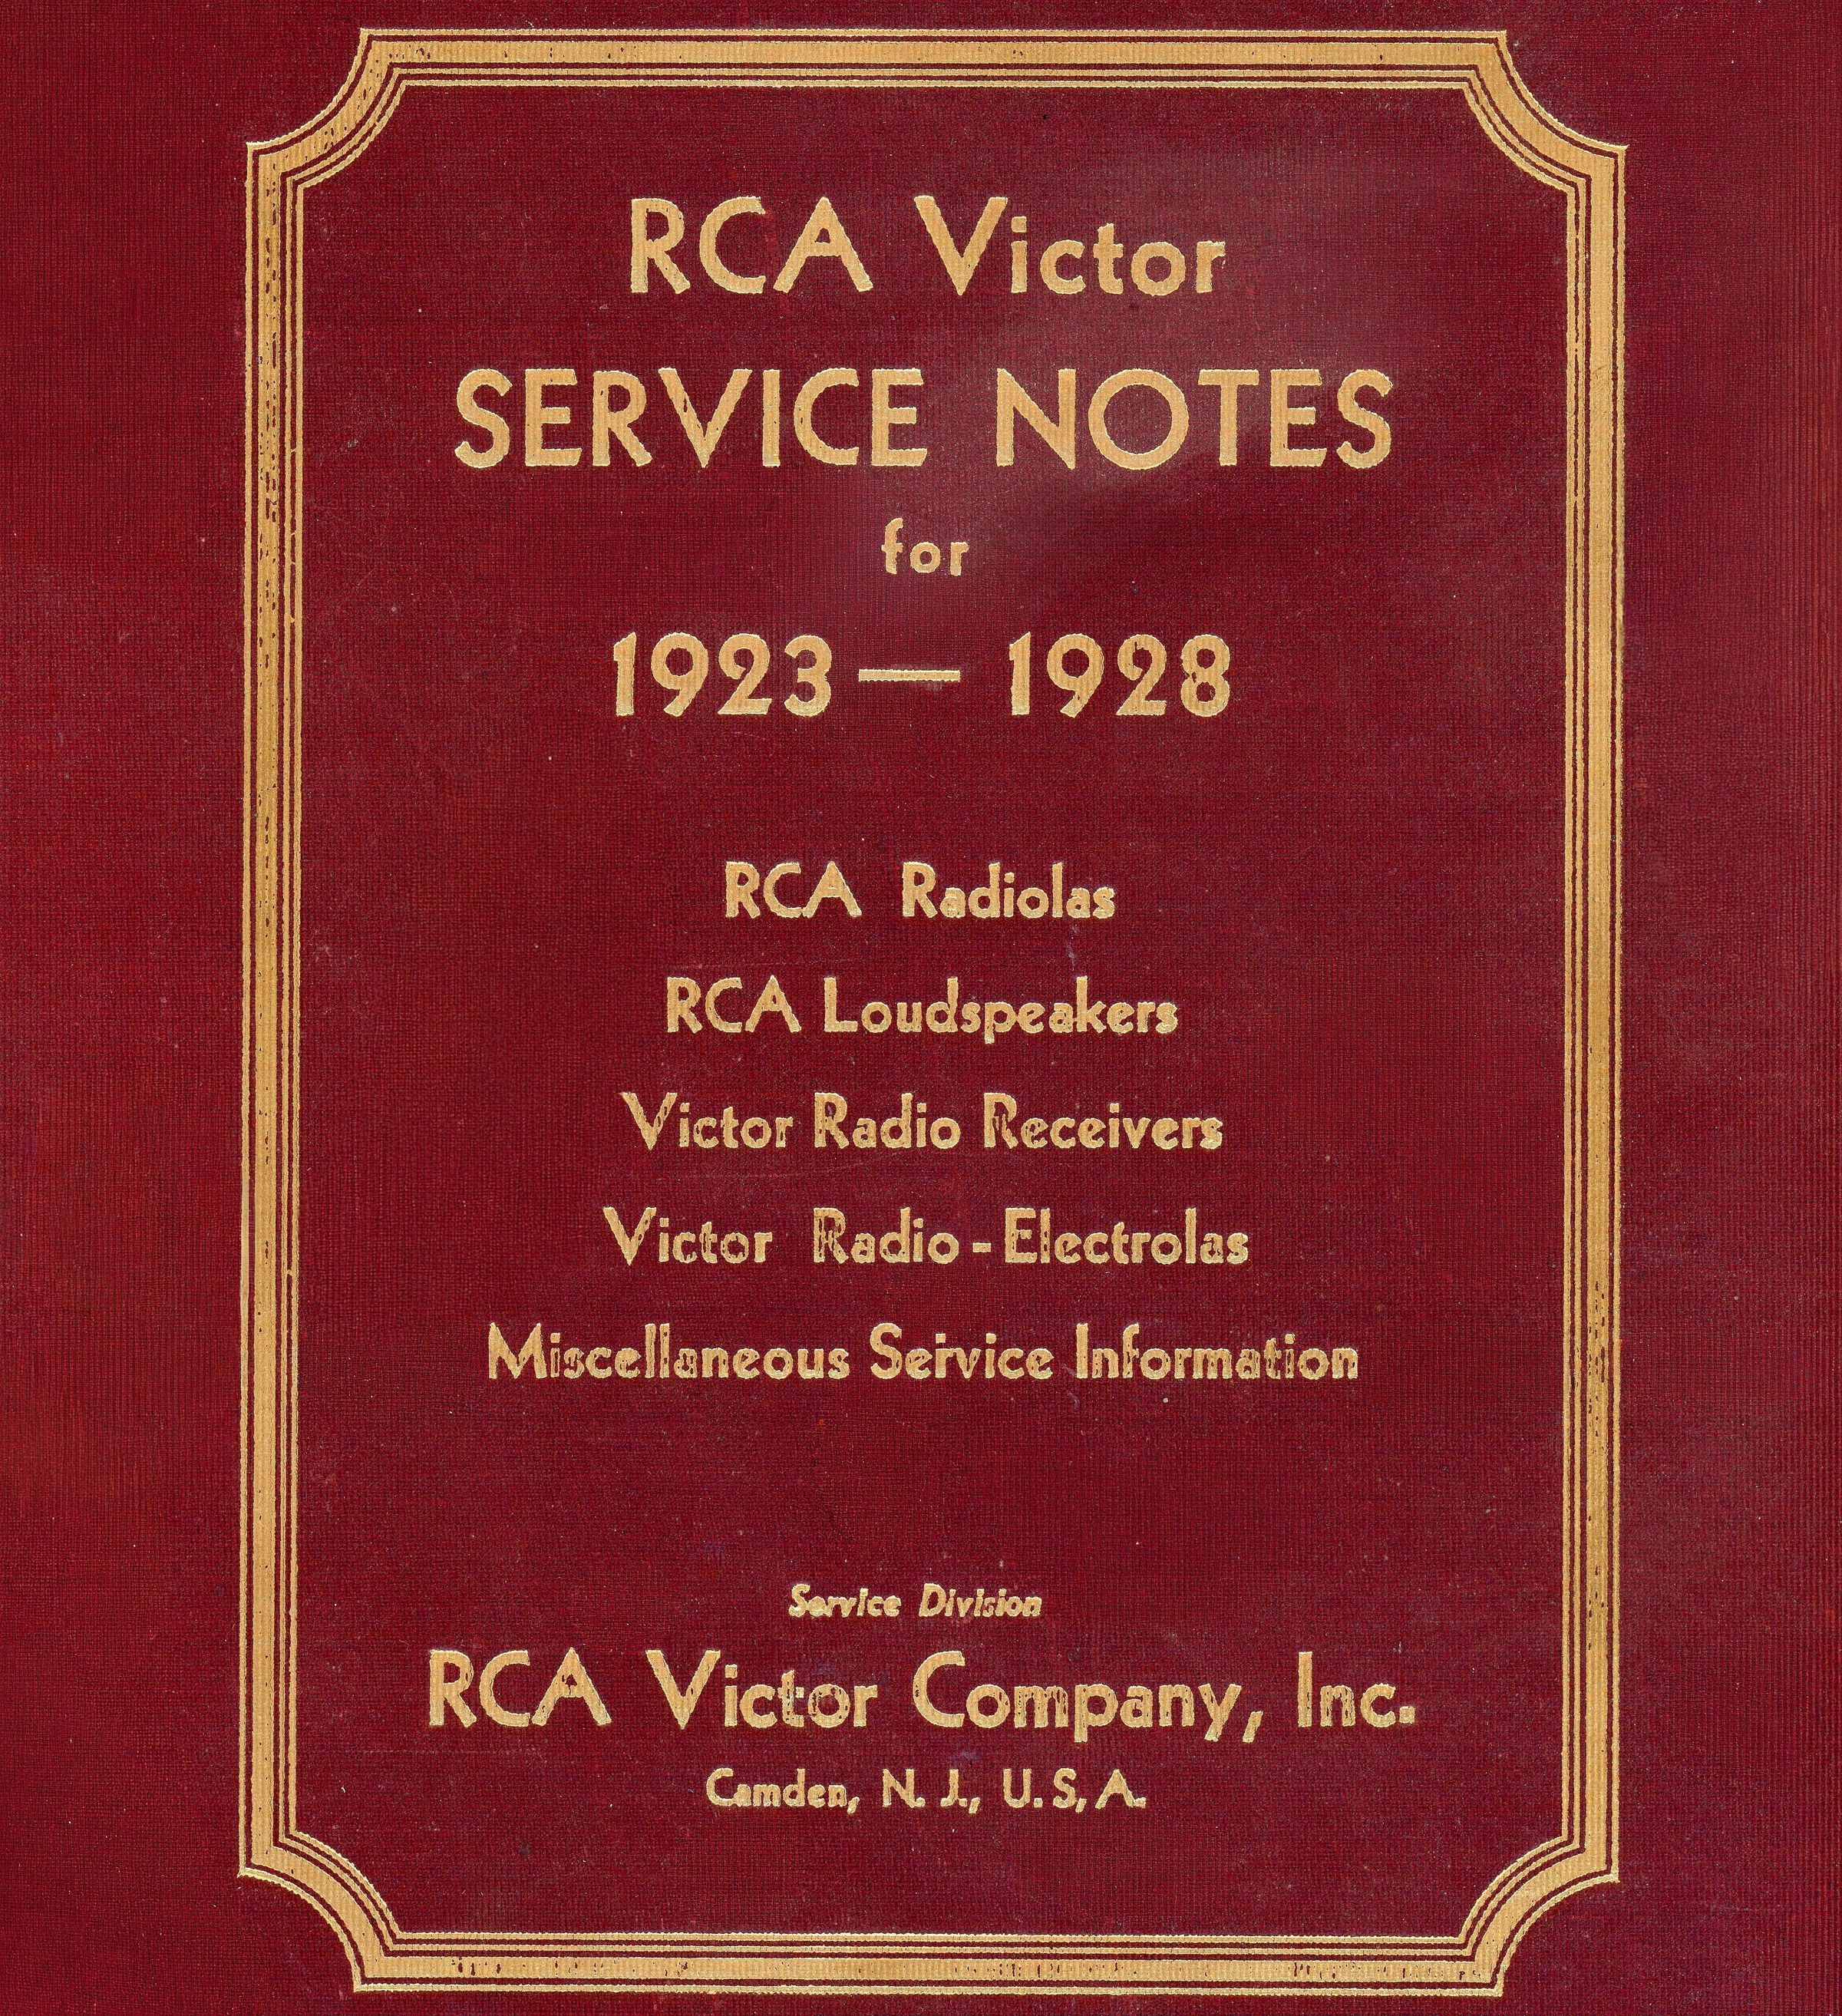 RCA Victor
SERVICE NOTES
for
1923 — 1928
RCA Radiolas
RCA Loudspeakers
Victor Radio Receivers
Victor Radio-Electrolas
Miscellaneous Service Information
Service Division
RCA Victor Company, Inc.
Camden, N. J., U. S. A.